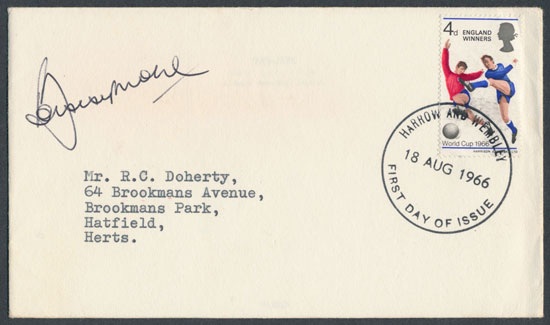 4d ENGLAND
WINNERS
World Cup 1966
HARROW AND WEMBLEY
18 AUG 1966
FIRST DAY OF ISSUE
Mr. R.C. Doherty,
64 Brookmans Avenue,
Brookmans Park,
Hatfield,
Herts.